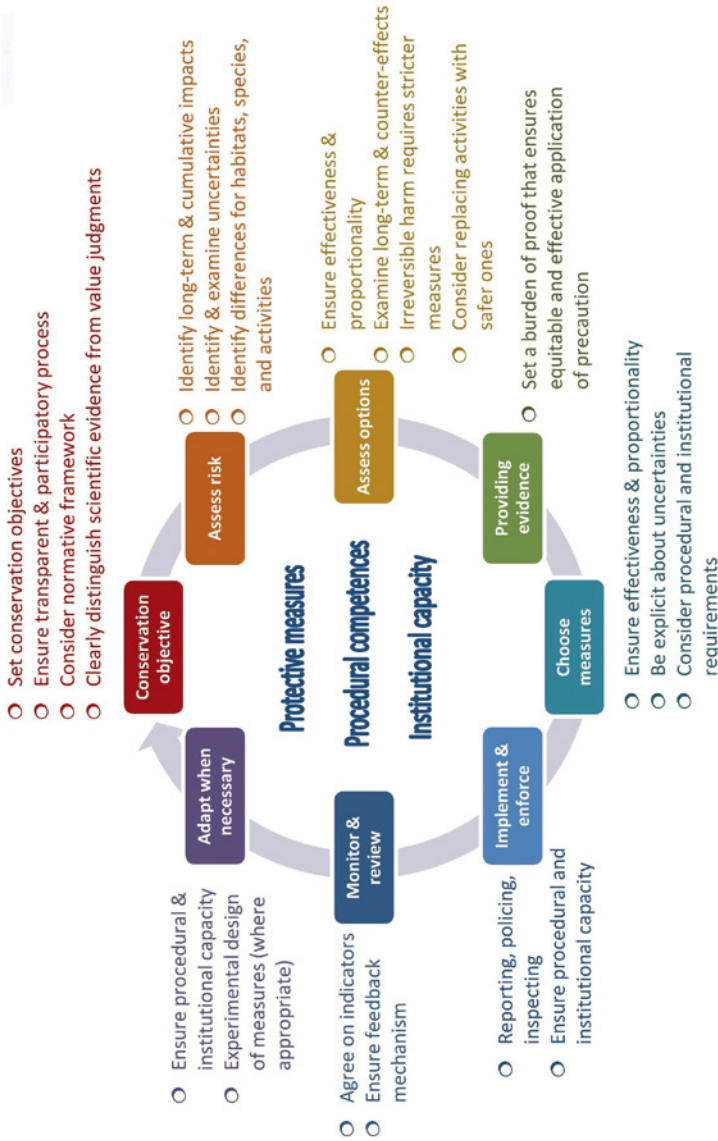 Set conservation objectives
Ensure transparent & participatory process
Consider normative framework
Clearly distinguish scientific evidence from value judgments
Conservation
objective
Assess risk
Identify long-term & cumulative impacts
Identify & examine uncertainties
Identify differences for habitats, species,
and activities
Assess options
Ensure effectiveness &
proportionality
Examine long-term & counter-effects
Irreversible harm requires stricter
measures
Consider replacing activities with
safer ones
Providing
evidence
Set a burden of proof that ensures
equitable and effective application
of precaution
Choose
measures
Ensure effectiveness & proportionality
Be explicit about uncertainties
Consider procedural and institutional
requirements
Implement &
enforce
Reporting, policing,
inspecting
Ensure procedural and
institutional capacity
Monitor &
review
Agree on indicators
Ensure feedback
mechanism
Adapt when
necessary
Ensure procedural &
institutional capacity
Experimental design
of measures (where
appropriate)
Protective measures
Procedural competences
Institutional capacity